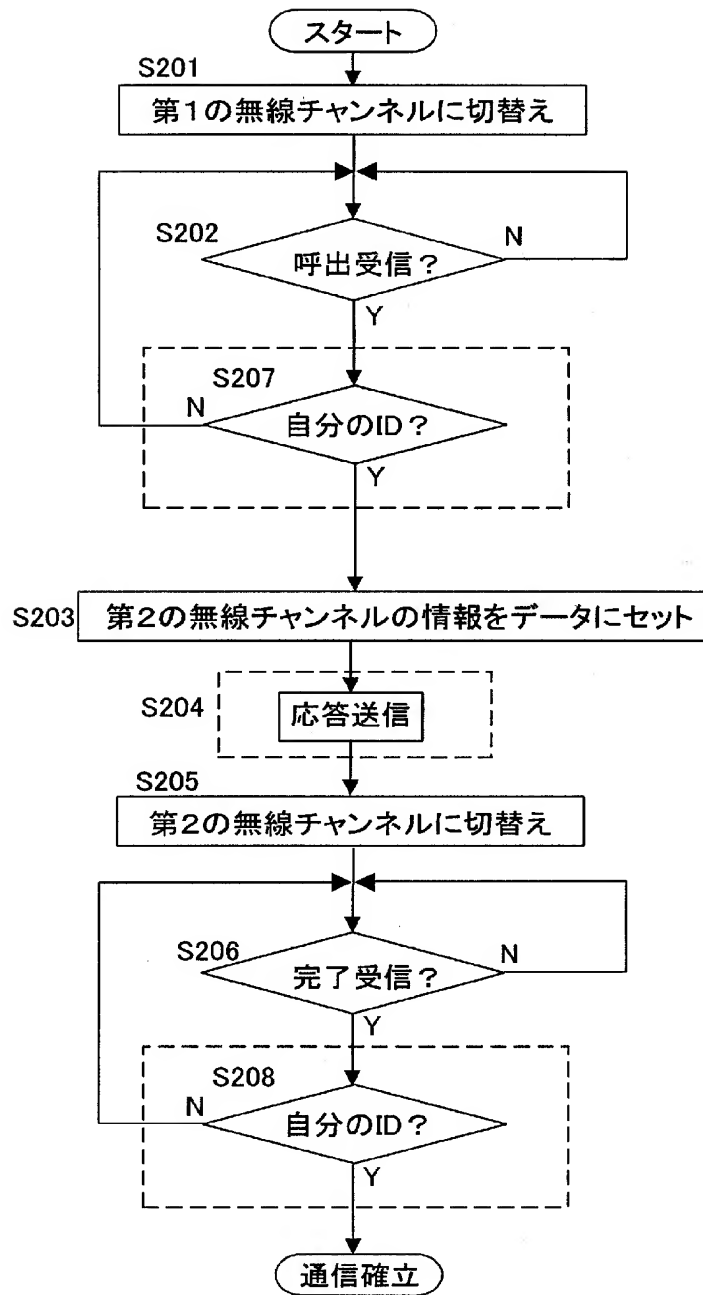 スタート
S201
第1の無線チャンネルに切替え
S202
呼出受信?
N
Y
S207
N
自分のID?
Y
S203
第2の無線チャンネルの情報をデータにセット
S204
応答送信
S205
第2の無線チャンネルに切替え
S206
完了受信?
N
Y
S208
N
自分のID?
Y
通信確立